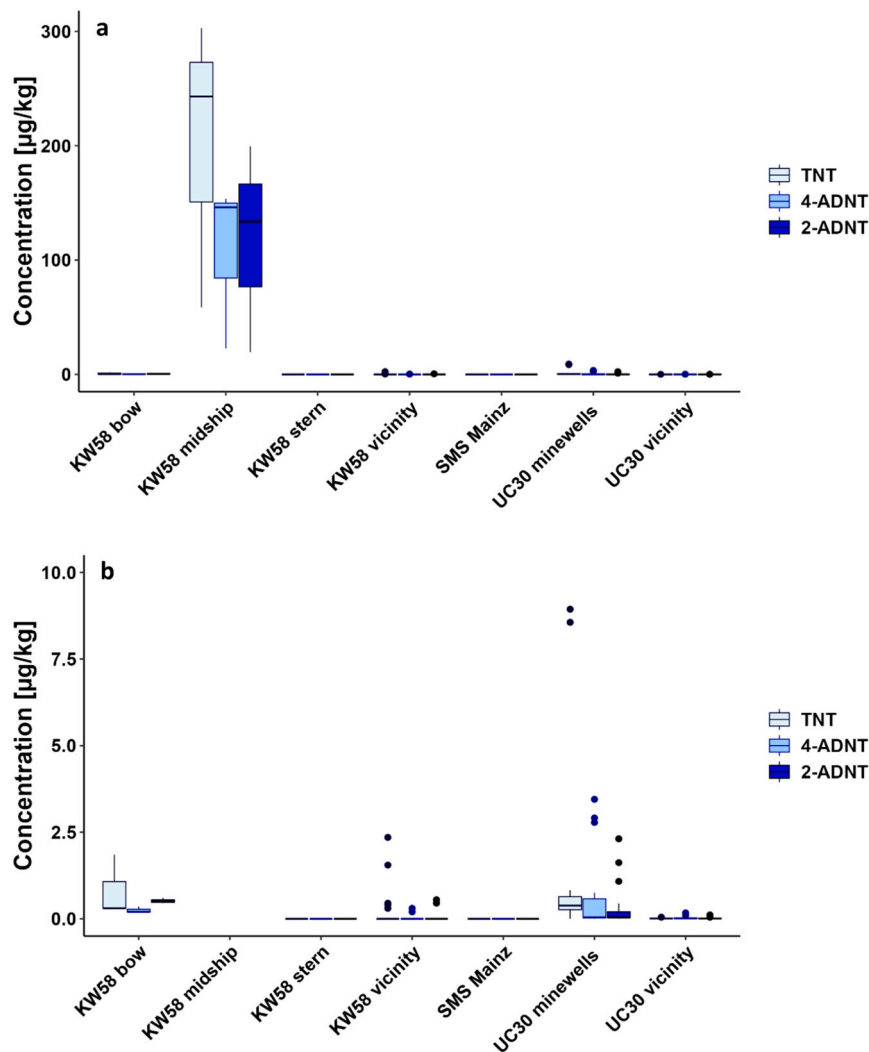 a
Concentration [µg/kg]
300
200
100
0
KW58 bow
KW58 midship
KW58 stern
KW58 vicinity
SMS Mainz
UC30 minewells
UC30 vicinity
TNT
4-ADNT
2-ADNT
b
Concentration [µg/kg]
10.0
7.5
5.0
2.5
0.0
KW58 bow
KW58 midship
KW58 stern
KW58 vicinity
SMS Mainz
UC30 minewells
UC30 vicinity
TNT
4-ADNT
2-ADNT